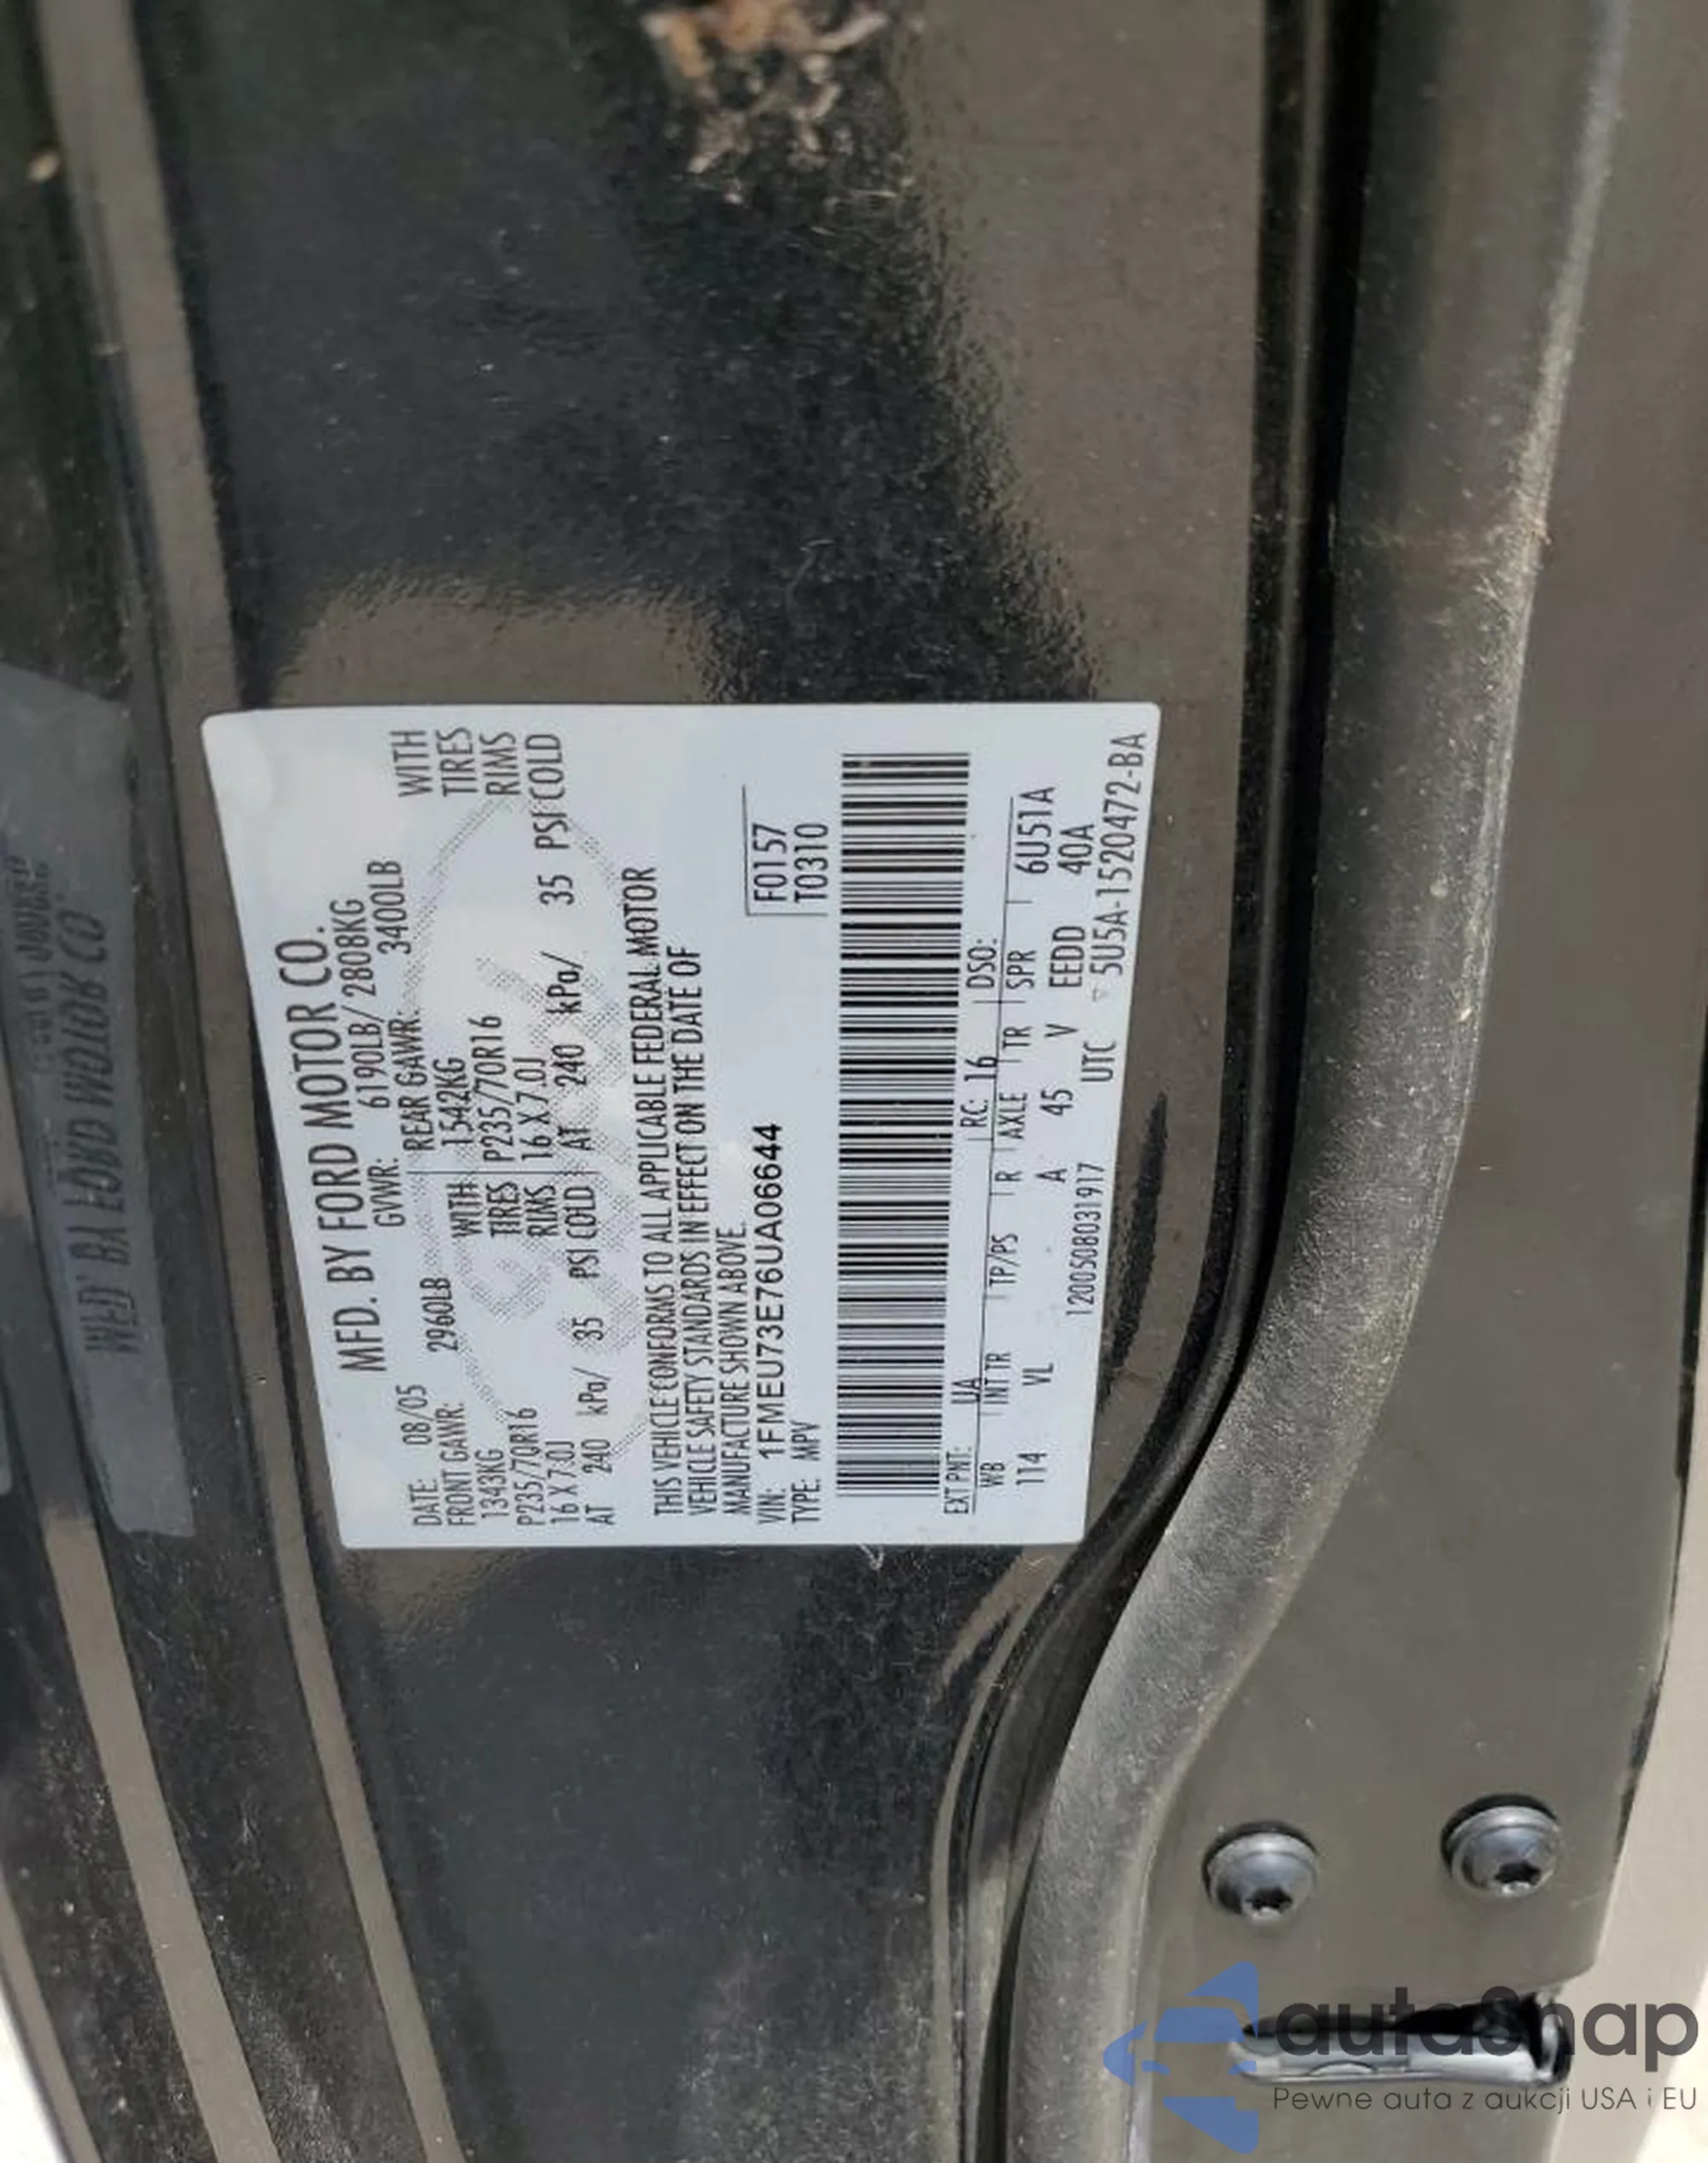 MFD. BY FORD MOTOR CO.
DATE: 08/05 GVWR: 6190LB/ 2808KG
FRONT GAWR: 2960LB REAR GAWR: 3400LB
1343KG WITH 1542KG WITH
P235/70R16 TIRES P235/70R16 TIRES
16 X 7.0J RIMS 16 X 7.0J RIMS
AT 240 kPa/ 35 PSI COLD AT 240 kPa/ 35 PSI COLD
THIS VEHICLE CONFORMS TO ALL APPLICABLE FEDERAL MOTOR
VEHICLE SAFETY STANDARDS IN EFFECT ON THE DATE OF
MANUFACTURE SHOWN ABOVE.
VIN: 1FMEU73E76UA06644 F0157
TYPE: MPV T0310
EXT PNT: UA RC: 16 DSO:
WB INT TR TP/PS R AXLE TR SPR 6U51A
114 VL A 45 V EEDD 40A
1200508031917 UTC ▽ 5U5A-1520472-BA
autoSnap
Pewne auta z aukcji USA i EU